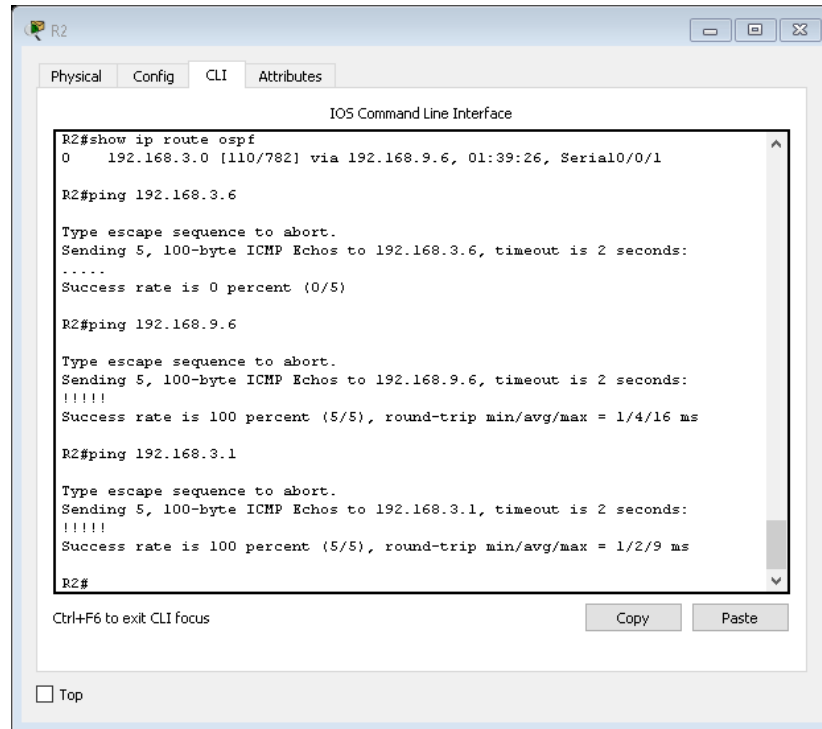 R2
Physical Config CLI Attributes
IOS Command Line Interface
R2#show ip route ospf
O 192.168.3.0 [110/782] via 192.168.9.6, 01:39:26, Serial0/0/1
R2#ping 192.168.3.6
Type escape sequence to abort.
Sending 5, 100-byte ICMP Echos to 192.168.3.6, timeout is 2 seconds:
.....
Success rate is 0 percent (0/5)
R2#ping 192.168.9.6
Type escape sequence to abort.
Sending 5, 100-byte ICMP Echos to 192.168.9.6, timeout is 2 seconds:
!!!!!
Success rate is 100 percent (5/5), round-trip min/avg/max = 1/4/16 ms
R2#ping 192.168.3.1
Type escape sequence to abort.
Sending 5, 100-byte ICMP Echos to 192.168.3.1, timeout is 2 seconds:
!!!!!
Success rate is 100 percent (5/5), round-trip min/avg/max = 1/2/9 ms
R2#
Ctrl+F6 to exit CLI focus Copy Paste
Top